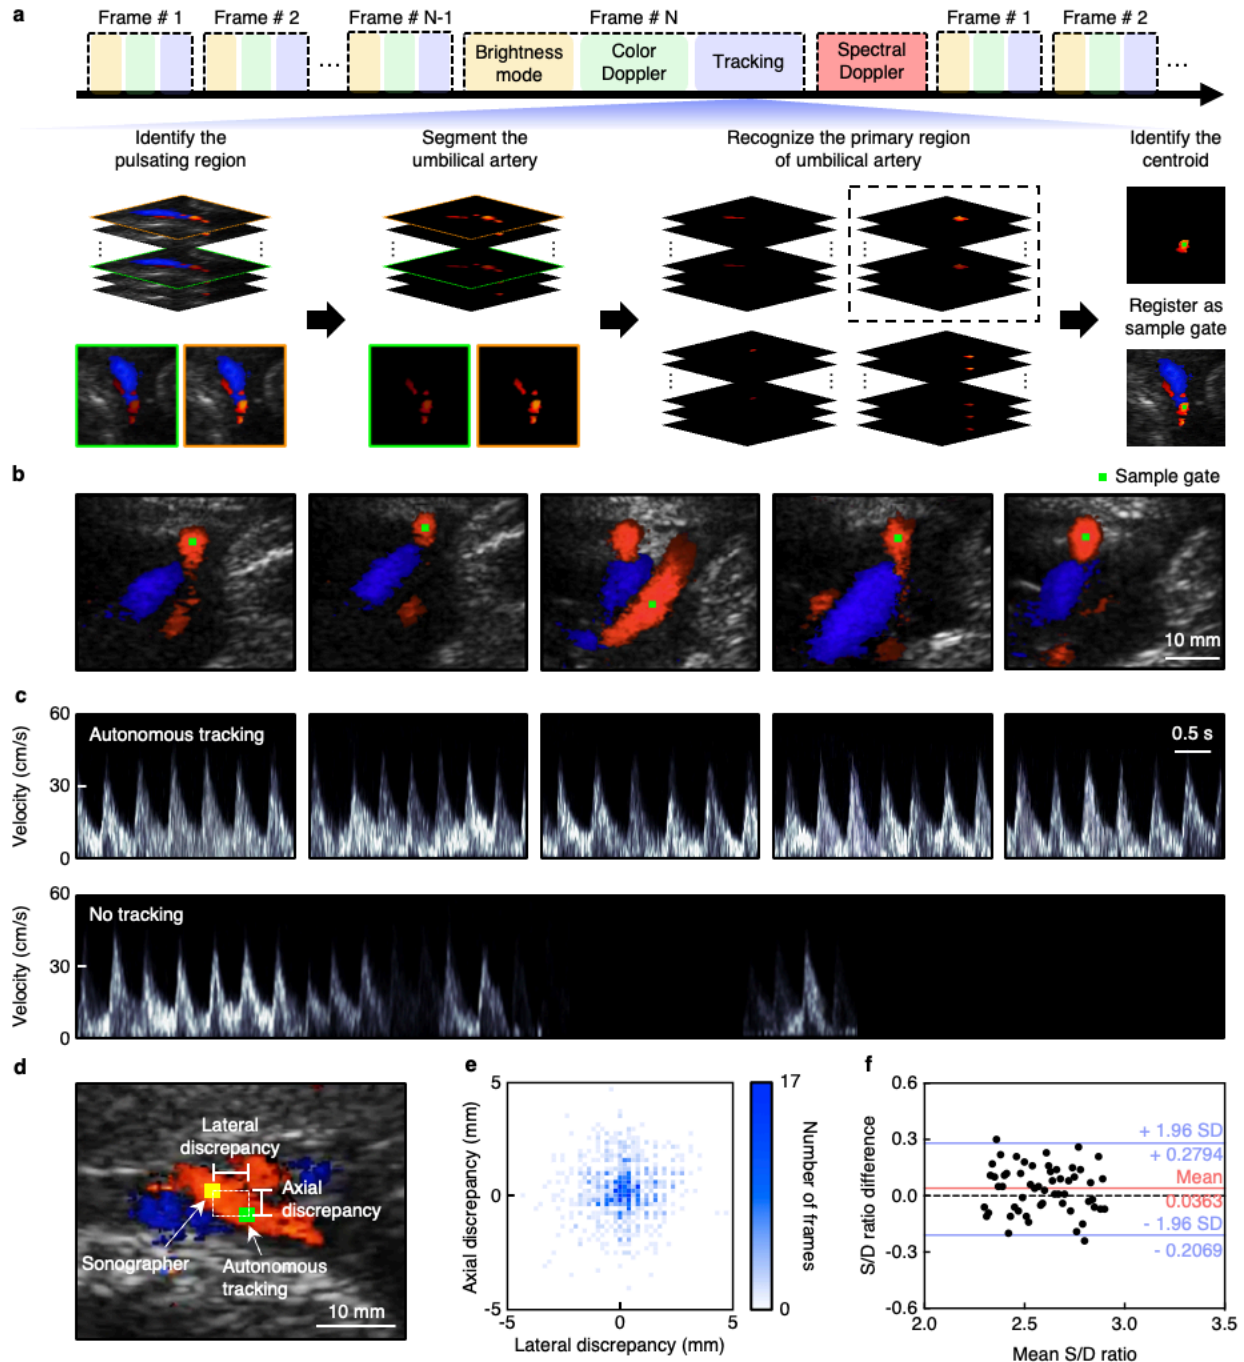 a
Frame # 1
Frame # 2
Frame # N-1
Frame # N
Frame # 1
Frame # 2
Brightness
mode
Color
Doppler
Tracking
Spectral
Doppler
...
...
Identify the
pulsating region
Segment the
umbilical artery
Recognize the primary region
of umbilical artery
Identify the
centroid
Register as
sample gate
b
Sample gate
10 mm
c
60
30
0
Velocity (cm/s)
Autonomous tracking
0.5 s
60
30
0
Velocity (cm/s)
No tracking
d
Lateral
discrepancy
Axial
discrepancy
Sonographer
Autonomous
tracking
10 mm
e
5
0
-5
Axial discrepancy (mm)
-5
0
5
Lateral discrepancy (mm)
17
0
Number of frames
f
0.6
0.3
0.0
-0.3
-0.6
S/D ratio difference
+ 1.96 SD
+ 0.2794
Mean
0.0363
- 1.96 SD
- 0.2069
2.0
2.5
3.0
3.5
Mean S/D ratio